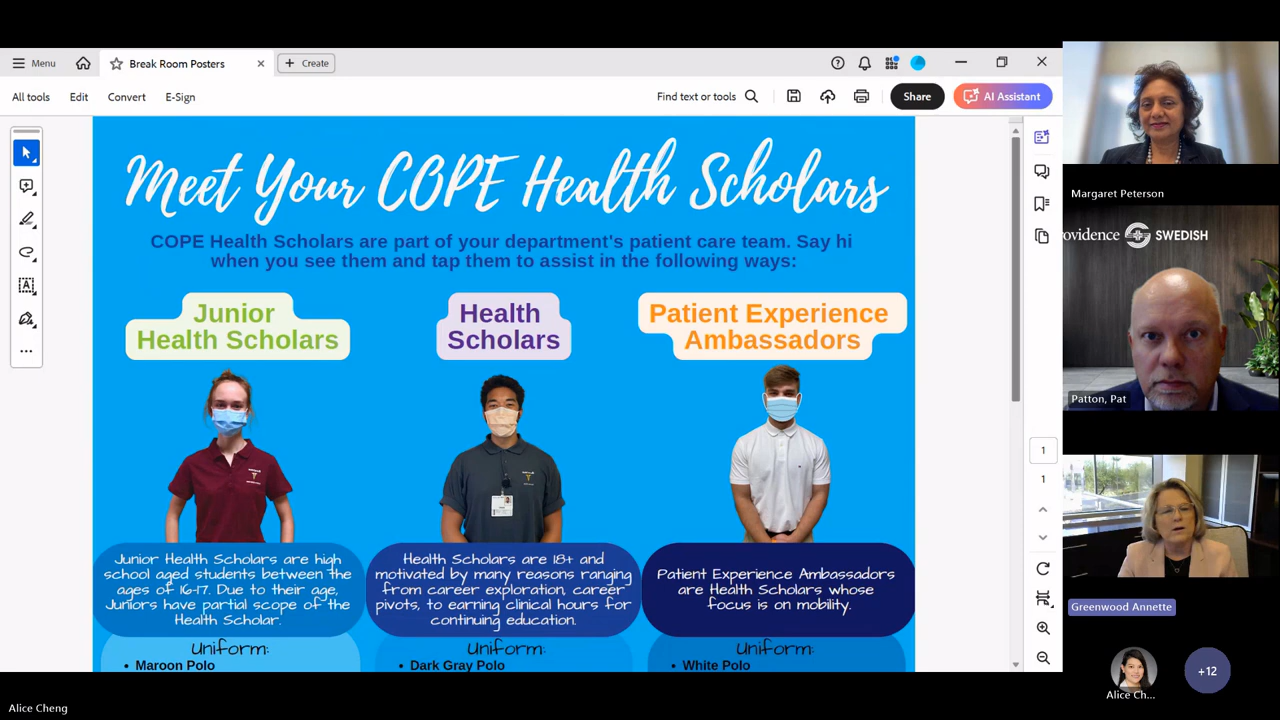 Menu
Break Room Posters
Create
All tools
Edit
Convert
E-Sign
Find text or tools
Share
AI Assistant
Meet Your COPE Health Scholars
COPE Health Scholars are part of your department's patient care team. Say hi
when you see them and tap them to assist in the following ways:
Junior
Health Scholars
Health
Scholars
Patient Experience
Ambassadors
Junior Health Scholars are high
school aged students between the
ages of 16-17. Due to their age,
Juniors have partial scope of the
Health Scholar.
Health Scholars are 18+ and
motivated by many reasons ranging
from career exploration, career
pivots, to earning clinical hours for
continuing education.
Patient Experience Ambassadors
are Health Scholars whose
focus is on mobility.
Uniform:
• Maroon Polo
Uniform:
• Dark Gray Polo
Uniform:
• White Polo
1
1
Margaret Peterson
ovidence SWEDISH
Patton, Pat
Greenwood Annette
Alice Ch...
+12
Alice Cheng